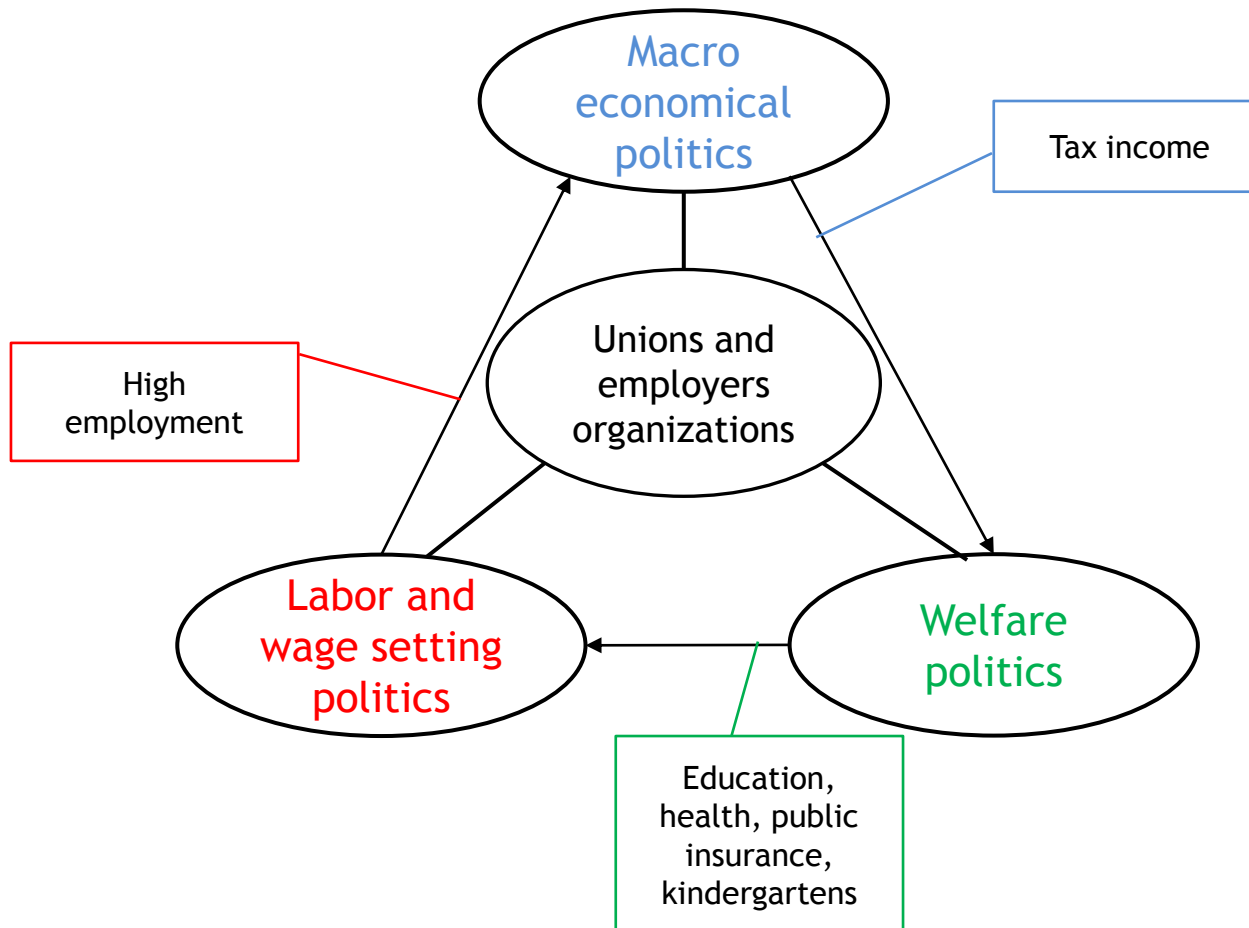 Macro
economical
politics
Tax income
Unions and
employers
organizations
High
employment
Labor and
wage setting
politics
Welfare
politics
Education,
health, public
insurance,
kindergartens